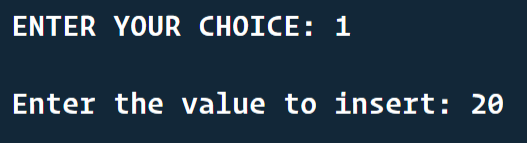 ENTER YOUR CHOICE: 1
Enter the value to insert: 20